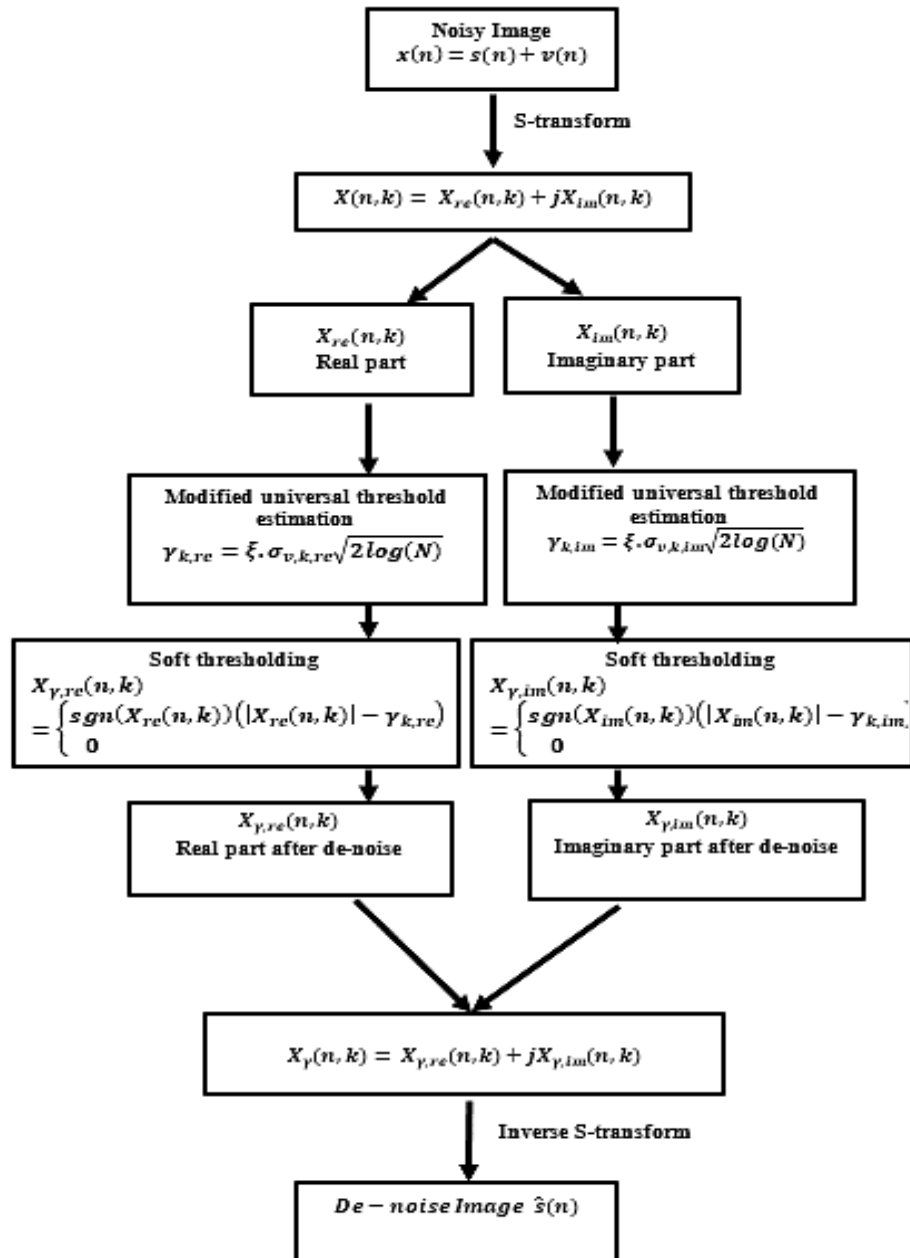 Noisy Image
x(n) = s(n) + v(n)
S-transform
X(n,k) = X_re(n,k) + jX_im(n,k)
X_re(n,k)
Real part
X_im(n,k)
Imaginary part
Modified universal threshold
estimation
γ_k,re = ξ.σ_v,k,re√2log(N)
Modified universal threshold
estimation
γ_k,im = ξ.σ_v,k,im√2log(N)
Soft thresholding
X_γ,re(n,k)
= {sgn(X_re(n,k))(|X_re(n,k)| − γ_k,re)
0
Soft thresholding
X_γ,im(n,k)
= {sgn(X_im(n,k))(|X_im(n,k)| − γ_k,im)
0
X_γ,re(n,k)
Real part after de-noise
X_γ,im(n,k)
Imaginary part after de-noise
X_γ(n,k) = X_γ,re(n,k) + jX_γ,im(n,k)
Inverse S-transform
De − noise Image ŝ(n)